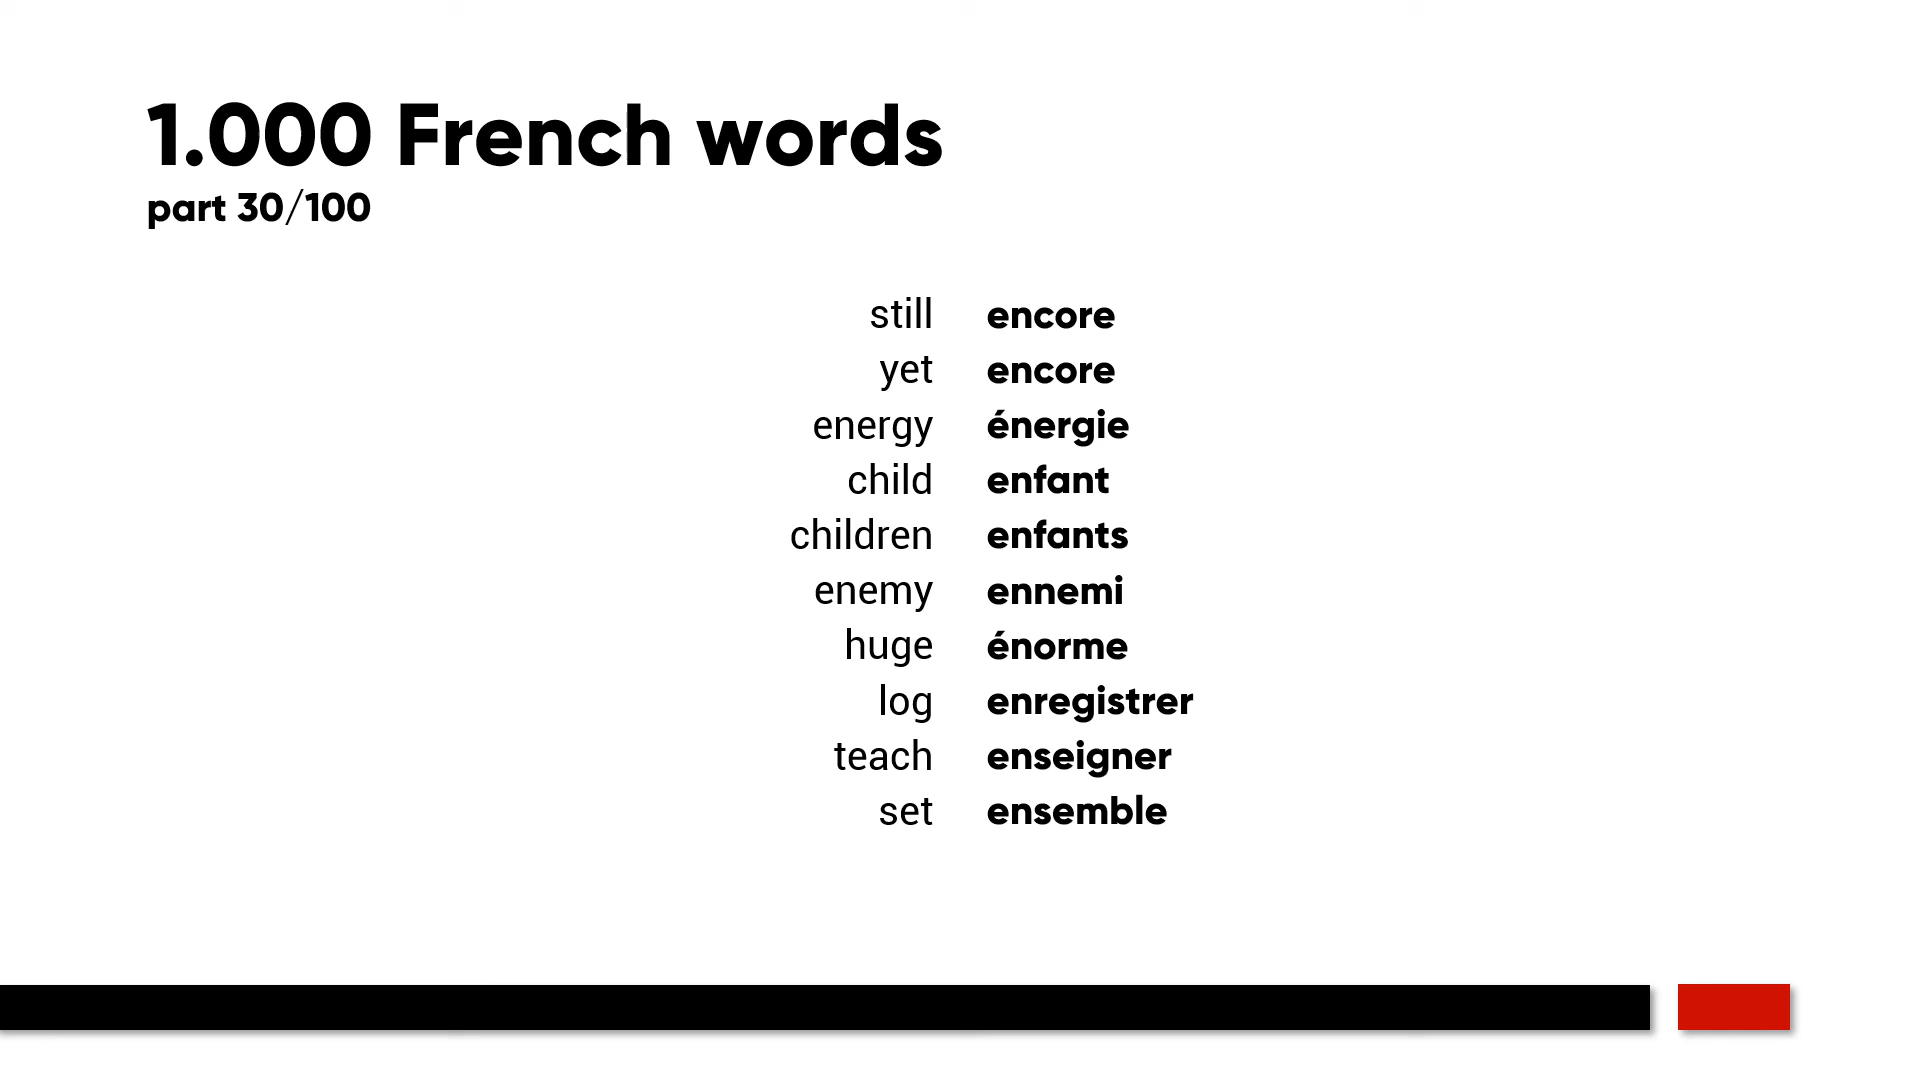 1.000 French words
part 30/100
still encore
yet encore
energy énergie
child enfant
children enfants
enemy ennemi
huge énorme
log enregistrer
teach enseigner
set ensemble